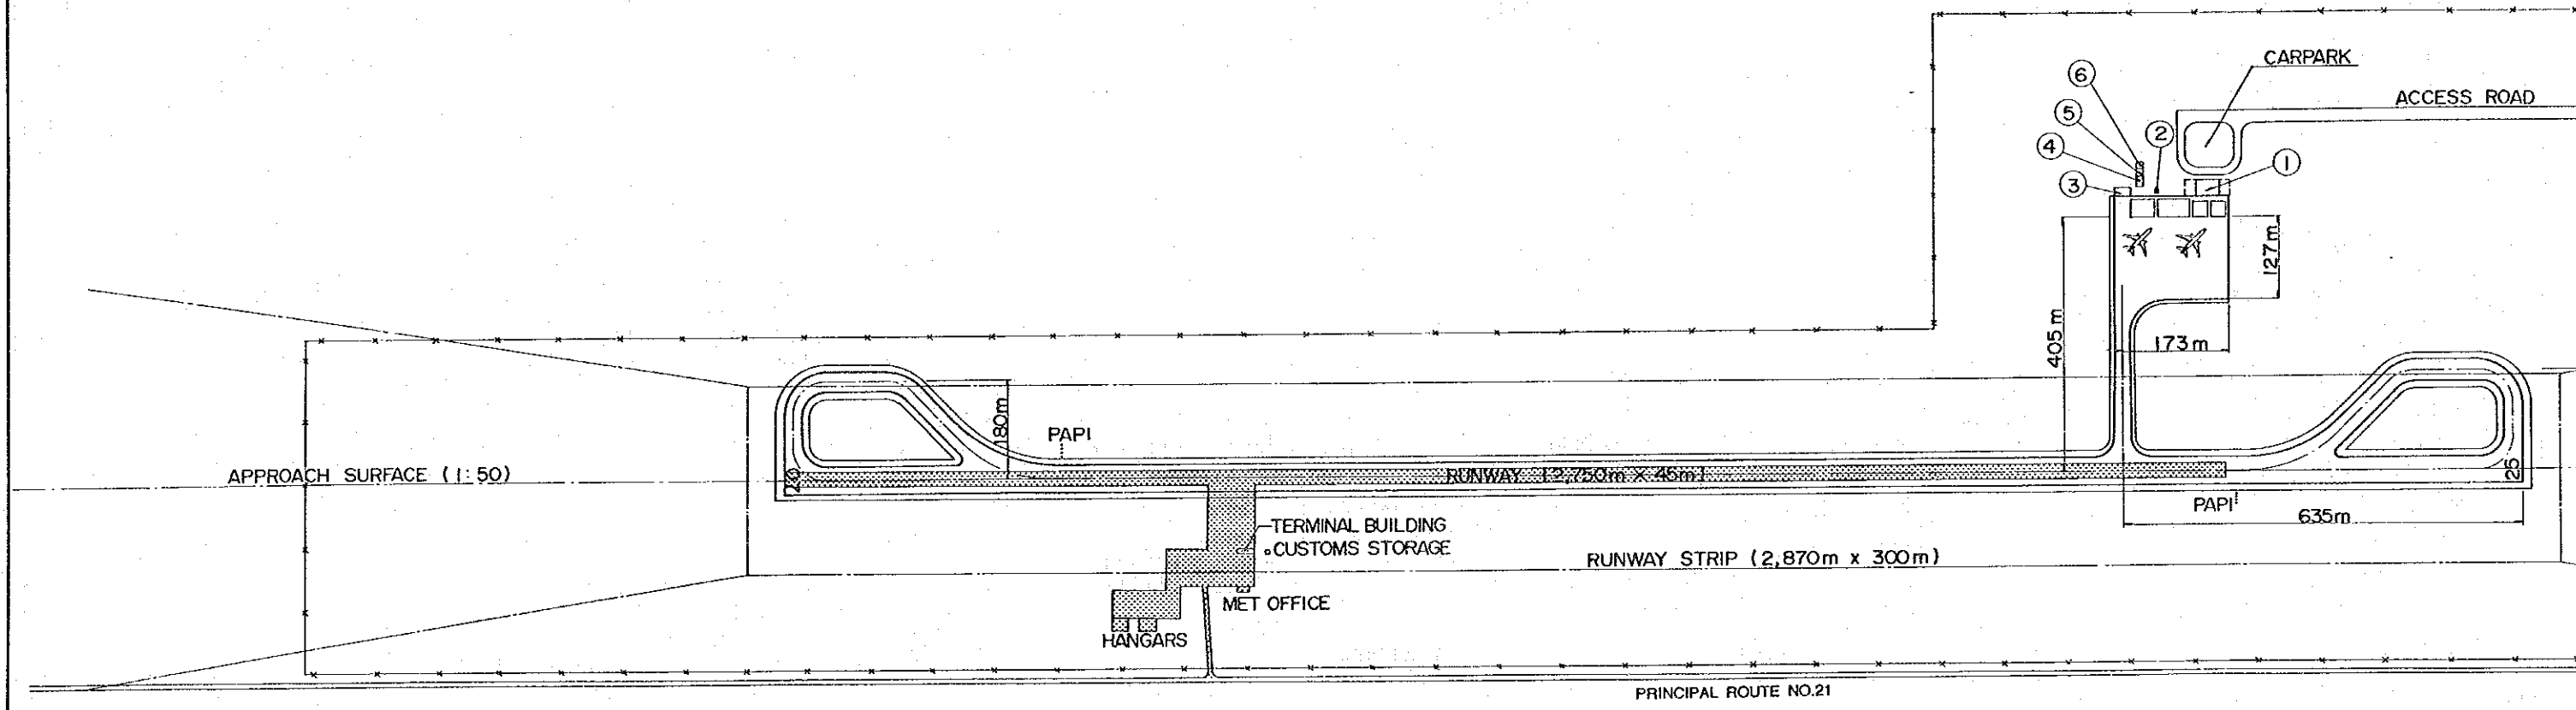 CARPARK
⑥
ACCESS ROAD
⑤
②
④
①
③
127m
405m
173m
180m
PAPI
APPROACH SURFACE (1:50)
RUNWAY (2,750m x 45m)
25
PAPI
635m
TERMINAL BUILDING
CUSTOMS STORAGE
RUNWAY STRIP (2,870m x 300m)
MET OFFICE
HANGARS
PRINCIPAL ROUTE NO.21